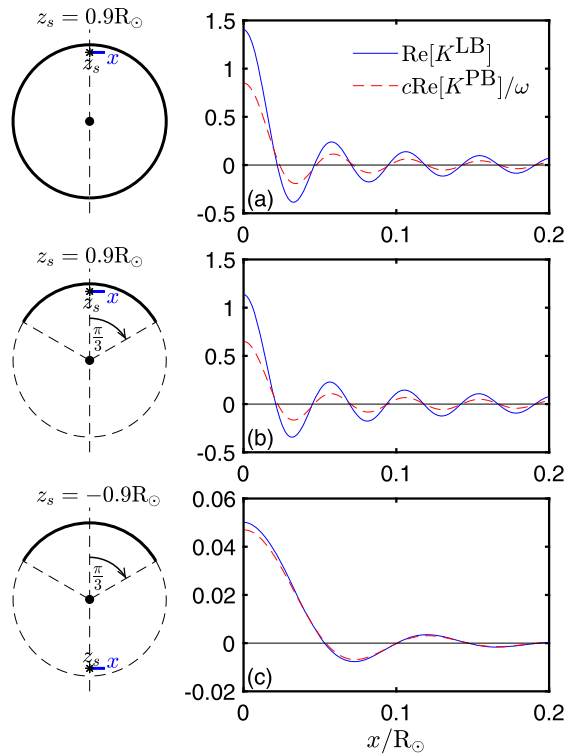 z_s = 0.9R_⊙
z_s
x
1.5
1
0.5
0
-0.5
Re[K^LB]
cRe[K^PB]/ω
(a)
0 0.1 0.2
z_s = 0.9R_⊙
z_s
x
π/3
1.5
1
0.5
0
-0.5
(b)
0 0.1 0.2
z_s = −0.9R_⊙
π/3
z_s
x
0.06
0.04
0.02
0
-0.02
(c)
0 0.1 0.2
x/R_⊙